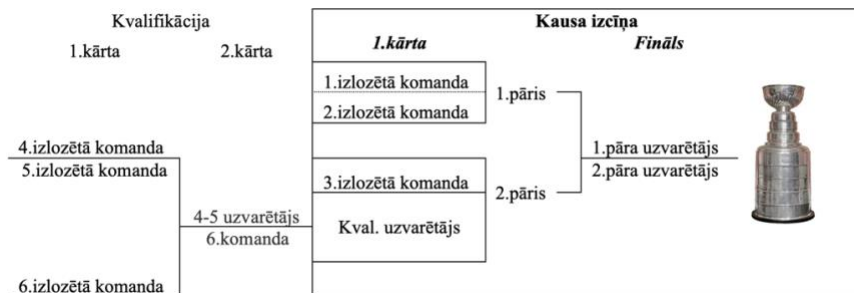 Kvalifikācija
Kausa izcīņa
1.kārta
2.kārta
1.kārta
Fināls
1.izlozētā komanda
1.pāris
2.izlozētā komanda
4.izlozētā komanda
5.izlozētā komanda
1.pāra uzvarētājs
2.pāra uzvarētājs
3.izlozētā komanda
2.pāris
4-5 uzvarētājs
6.komanda
Kval. uzvarētājs
6.izlozētā komanda